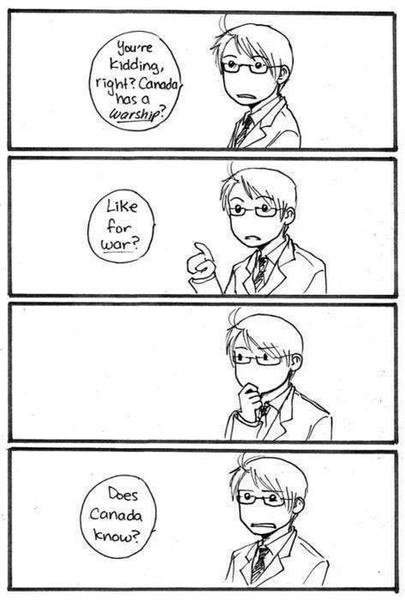 You're
kidding,
right? Canada
has a
warship?
Like
for
war?
Does
Canada
know?